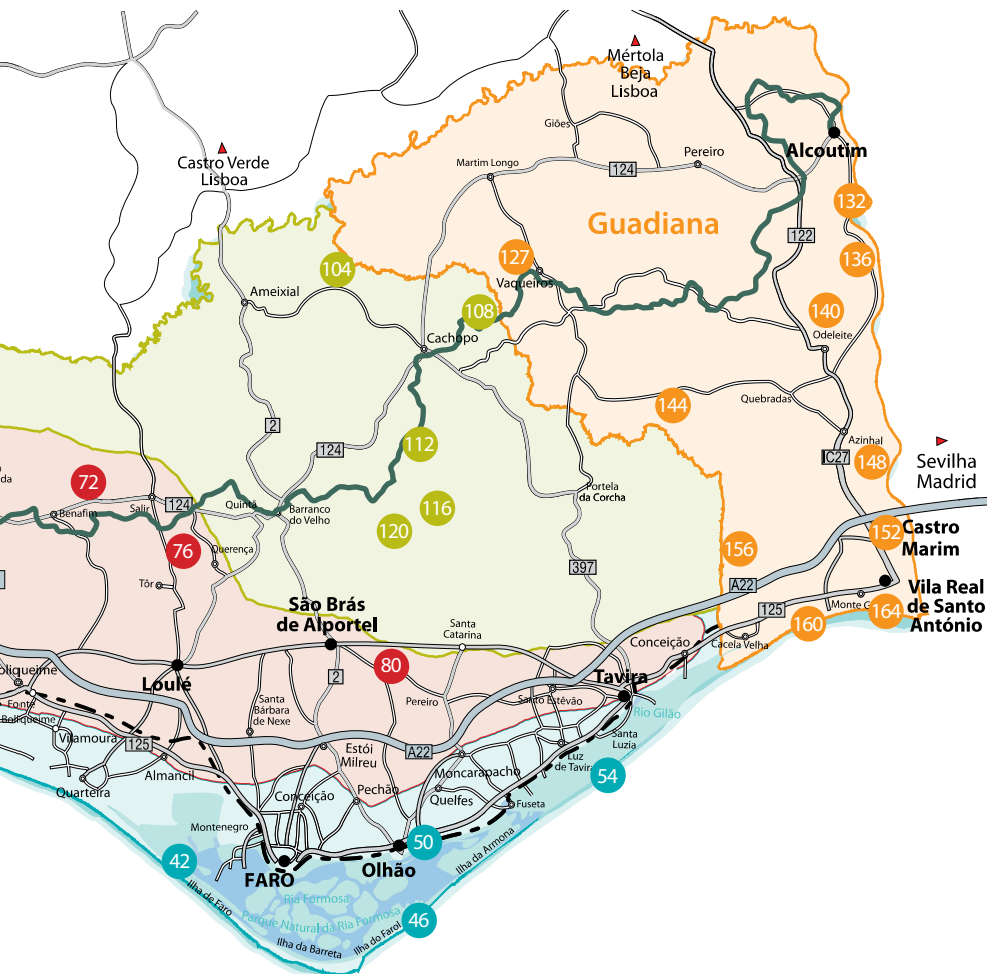 Mértola
Beja
Lisboa
Castro Verde
Lisboa
Giões
Martim Longo
124
Pereiro
Alcoutim
132
Guadiana
122
127
136
104
Vaqueiros
Ameixial
108
140
Cachopo
Odeleite
144
Quebradas
2
124
112
Azinhal
IC27
148
Sevilha
Madrid
da
72
Benafim
Salir
124
Quintã
Barranco
do Velho
116
120
Portela
da Corcha
76
Querença
156
152
Castro
Marim
Tôr
397
A22
São Brás
de Alportel
125
Monte G
164
Vila Real
de Santo
António
160
Santa
Catarina
Conceição
Cacela Velha
Loulé
2
80
Tavira
oliqueime
Fonte
Boliqueime
Santa
Bárbara
de Nexe
Pereiro
Santo Estêvão
Rio Gilão
Vilamoura
125
Almancil
Estói
Milreu
A22
Santa
Luzia
Luz
de Tavira
54
Quarteira
Conceição
Pechão
Moncarapacho
Quelfes
Fuseta
Montenegro
42
FARO
Olhão
50
Ilha da Armona
Ilha de Faro
Ria Formosa
Parque Natural da Ria Formosa
46
Ilha do Farol
Ilha da Barreta